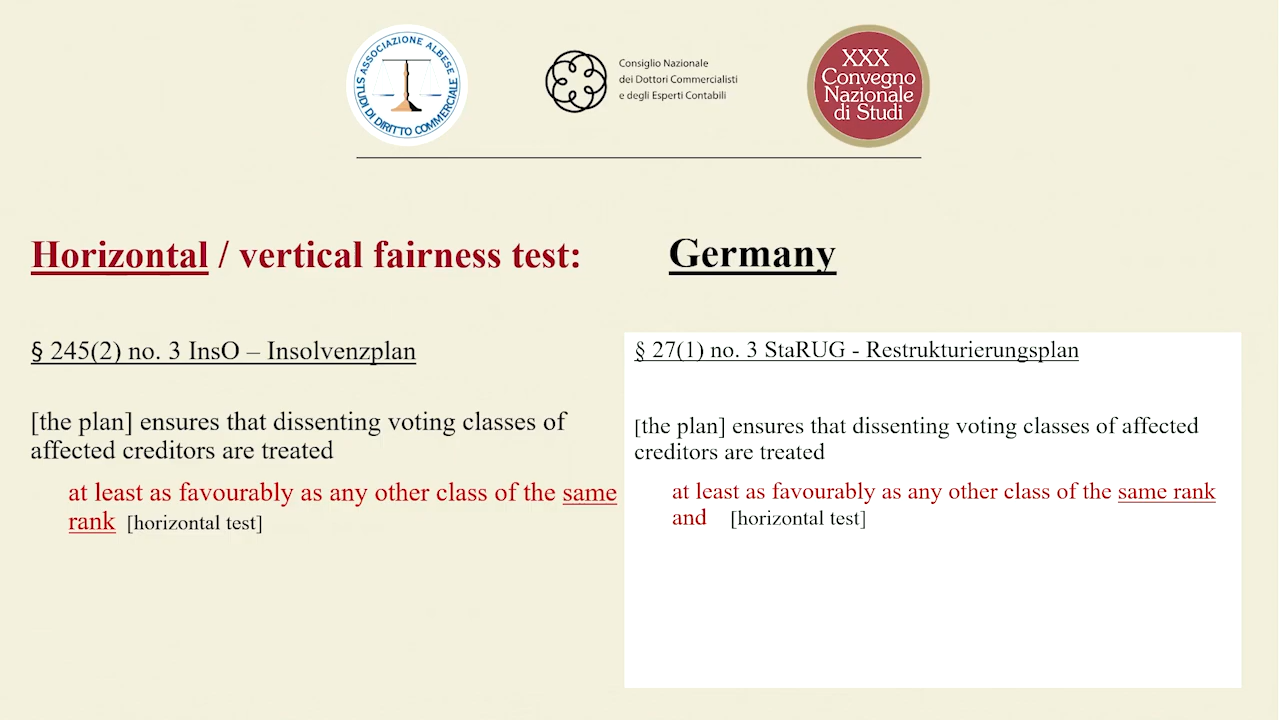 ASSOCIAZIONE ALBESE
STUDI DI DIRITTO COMMERCIALE
Consiglio Nazionale
dei Dottori Commercialisti
e degli Esperti Contabili
XXX
Convegno
Nazionale
di Studi
Horizontal / vertical fairness test:
Germany
§ 245(2) no. 3 InsO – Insolvenzplan
[the plan] ensures that dissenting voting classes of
affected creditors are treated
at least as favourably as any other class of the same
rank [horizontal test]
§ 27(1) no. 3 StaRUG - Restrukturierungsplan
[the plan] ensures that dissenting voting classes of affected
creditors are treated
at least as favourably as any other class of the same rank
and [horizontal test]